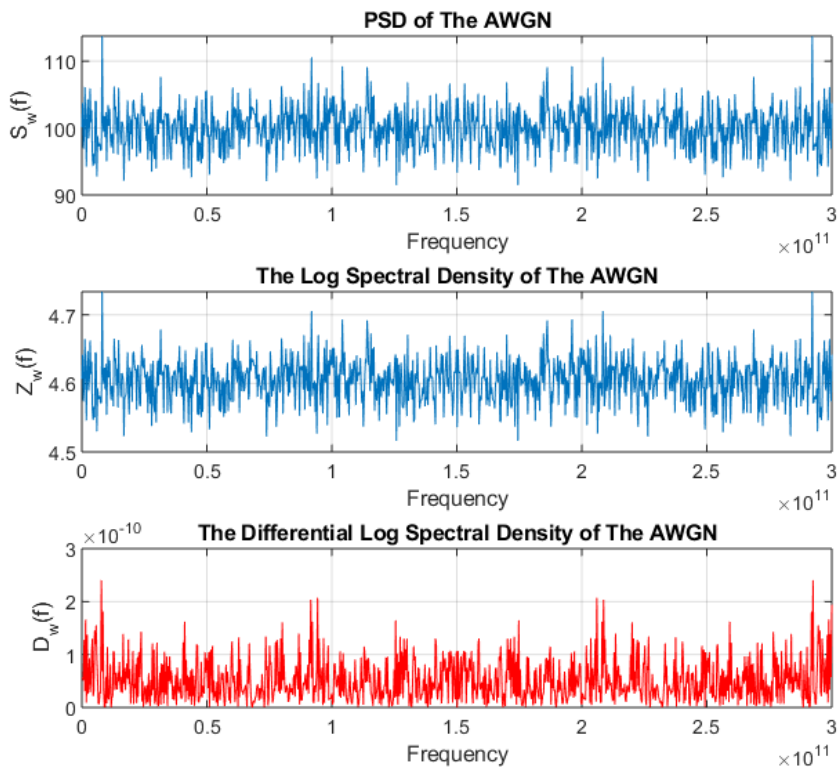 PSD of The AWGN
S_w(f)
110
100
90
0 0.5 1 1.5 2 2.5 3
Frequency
×10^11
The Log Spectral Density of The AWGN
Z_w(f)
4.7
4.6
4.5
0 0.5 1 1.5 2 2.5 3
Frequency
×10^11
×10^-10
The Differential Log Spectral Density of The AWGN
D_w(f)
3
2
1
0
0 0.5 1 1.5 2 2.5 3
Frequency
×10^11